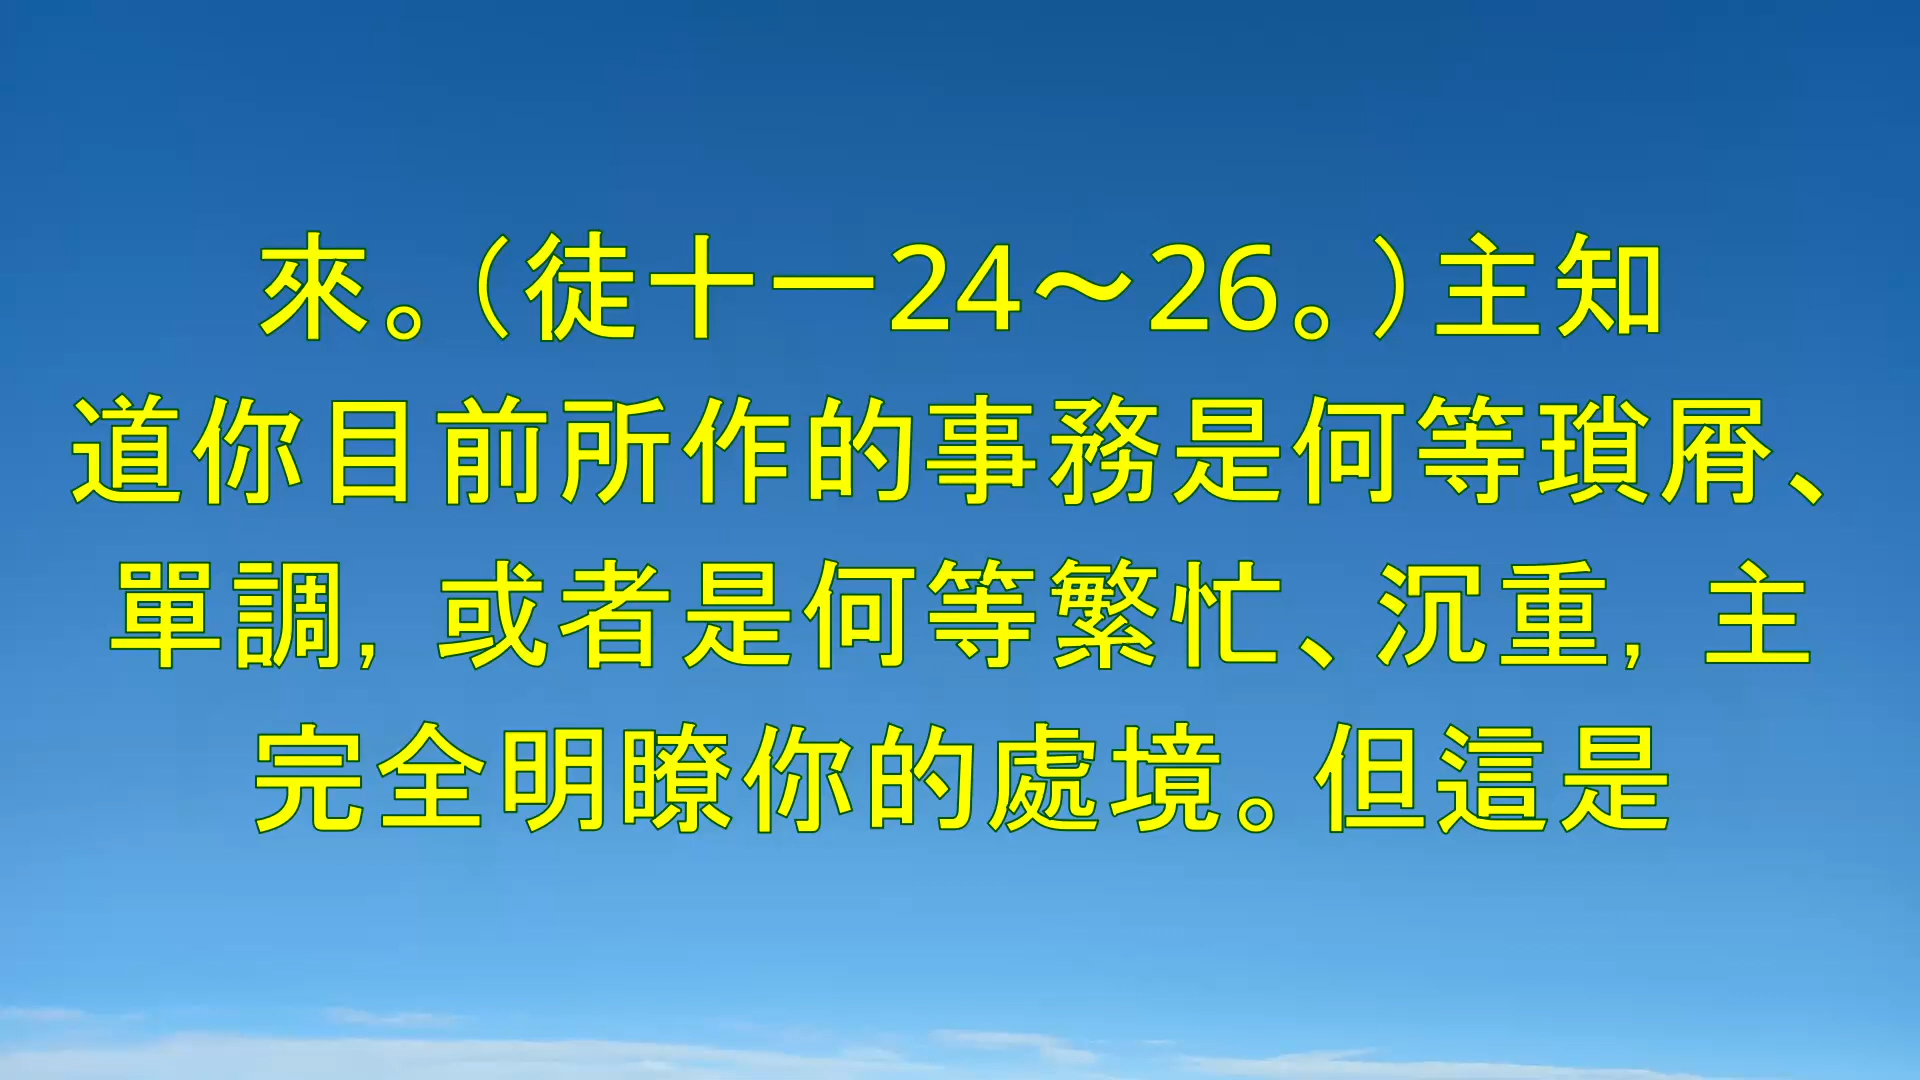 來。（徒十一24～26。）主知
道你目前所作的事務是何等瑣屑、
單調，或者是何等繁忙、沉重，主
完全明瞭你的處境。但這是